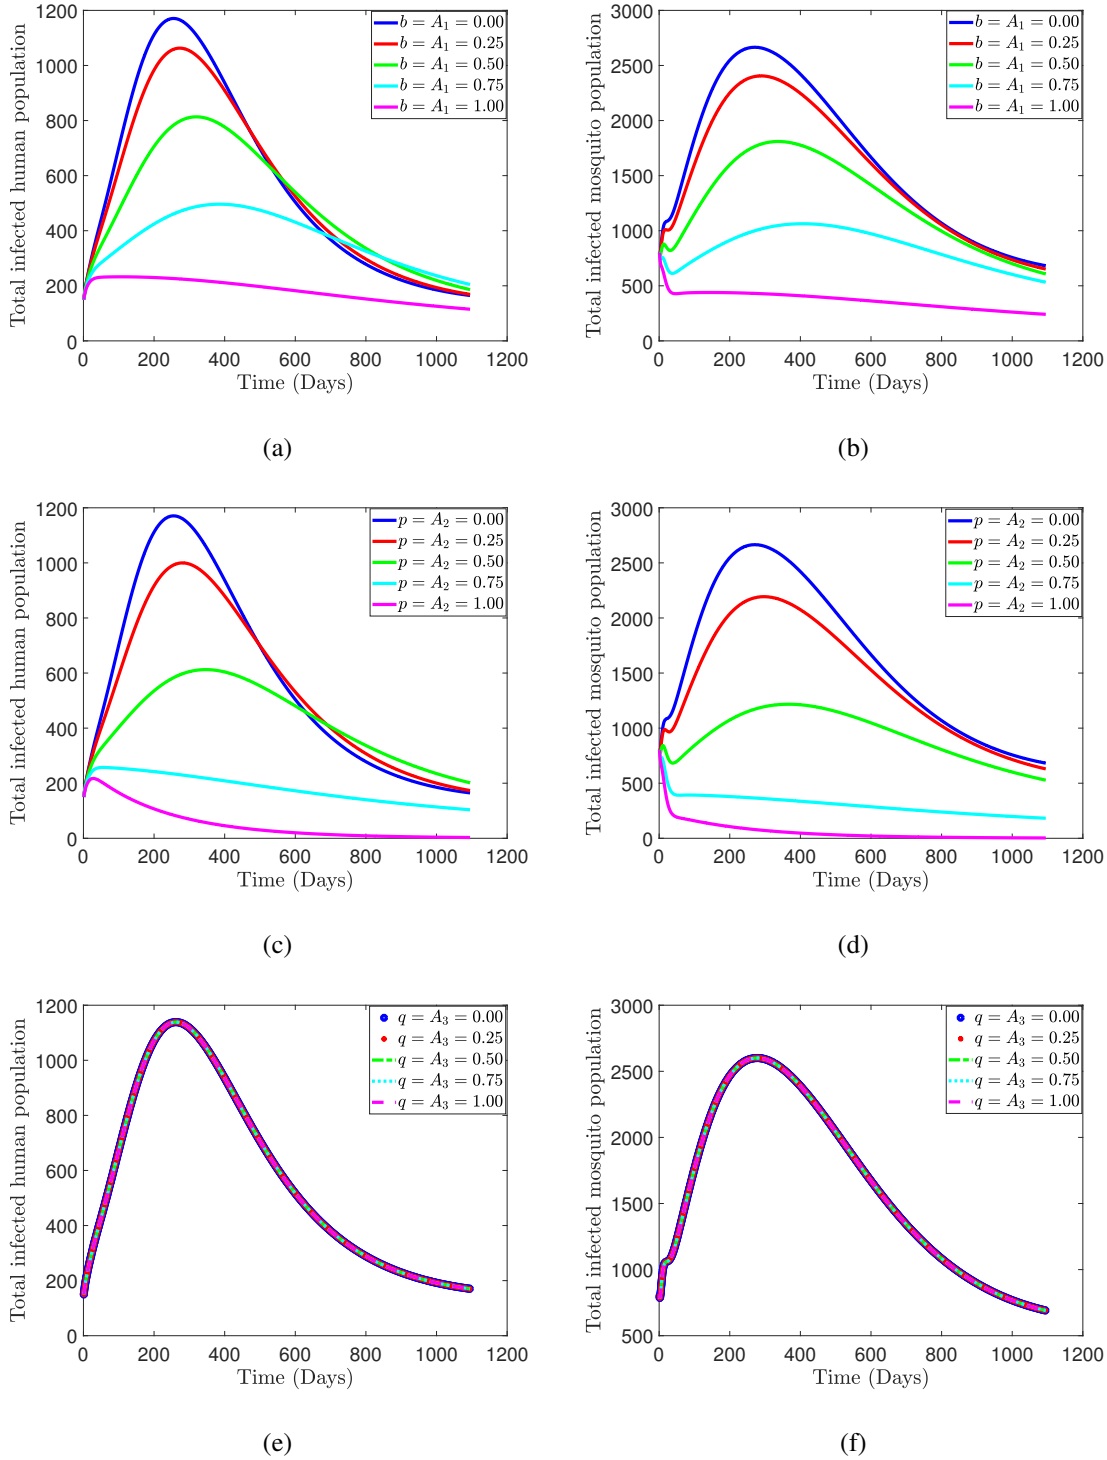 Total infected human population
1200
1000
800
600
400
200
0
0 200 400 600 800 1000 1200
Time (Days)
b = A₁ = 0.00
b = A₁ = 0.25
b = A₁ = 0.50
b = A₁ = 0.75
b = A₁ = 1.00
(a)
Total infected mosquito population
3000
2500
2000
1500
1000
500
0
0 200 400 600 800 1000 1200
Time (Days)
b = A₁ = 0.00
b = A₁ = 0.25
b = A₁ = 0.50
b = A₁ = 0.75
b = A₁ = 1.00
(b)
Total infected human population
1200
1000
800
600
400
200
0
0 200 400 600 800 1000 1200
Time (Days)
p = A₂ = 0.00
p = A₂ = 0.25
p = A₂ = 0.50
p = A₂ = 0.75
p = A₂ = 1.00
(c)
Total infected mosquito population
3000
2500
2000
1500
1000
500
0
0 200 400 600 800 1000 1200
Time (Days)
p = A₂ = 0.00
p = A₂ = 0.25
p = A₂ = 0.50
p = A₂ = 0.75
p = A₂ = 1.00
(d)
Total infected human population
1200
1000
800
600
400
200
0
0 200 400 600 800 1000 1200
Time (Days)
q = A₃ = 0.00
q = A₃ = 0.25
q = A₃ = 0.50
q = A₃ = 0.75
q = A₃ = 1.00
(e)
Total infected mosquito population
3000
2500
2000
1500
1000
500
0 200 400 600 800 1000 1200
Time (Days)
q = A₃ = 0.00
q = A₃ = 0.25
q = A₃ = 0.50
q = A₃ = 0.75
q = A₃ = 1.00
(f)